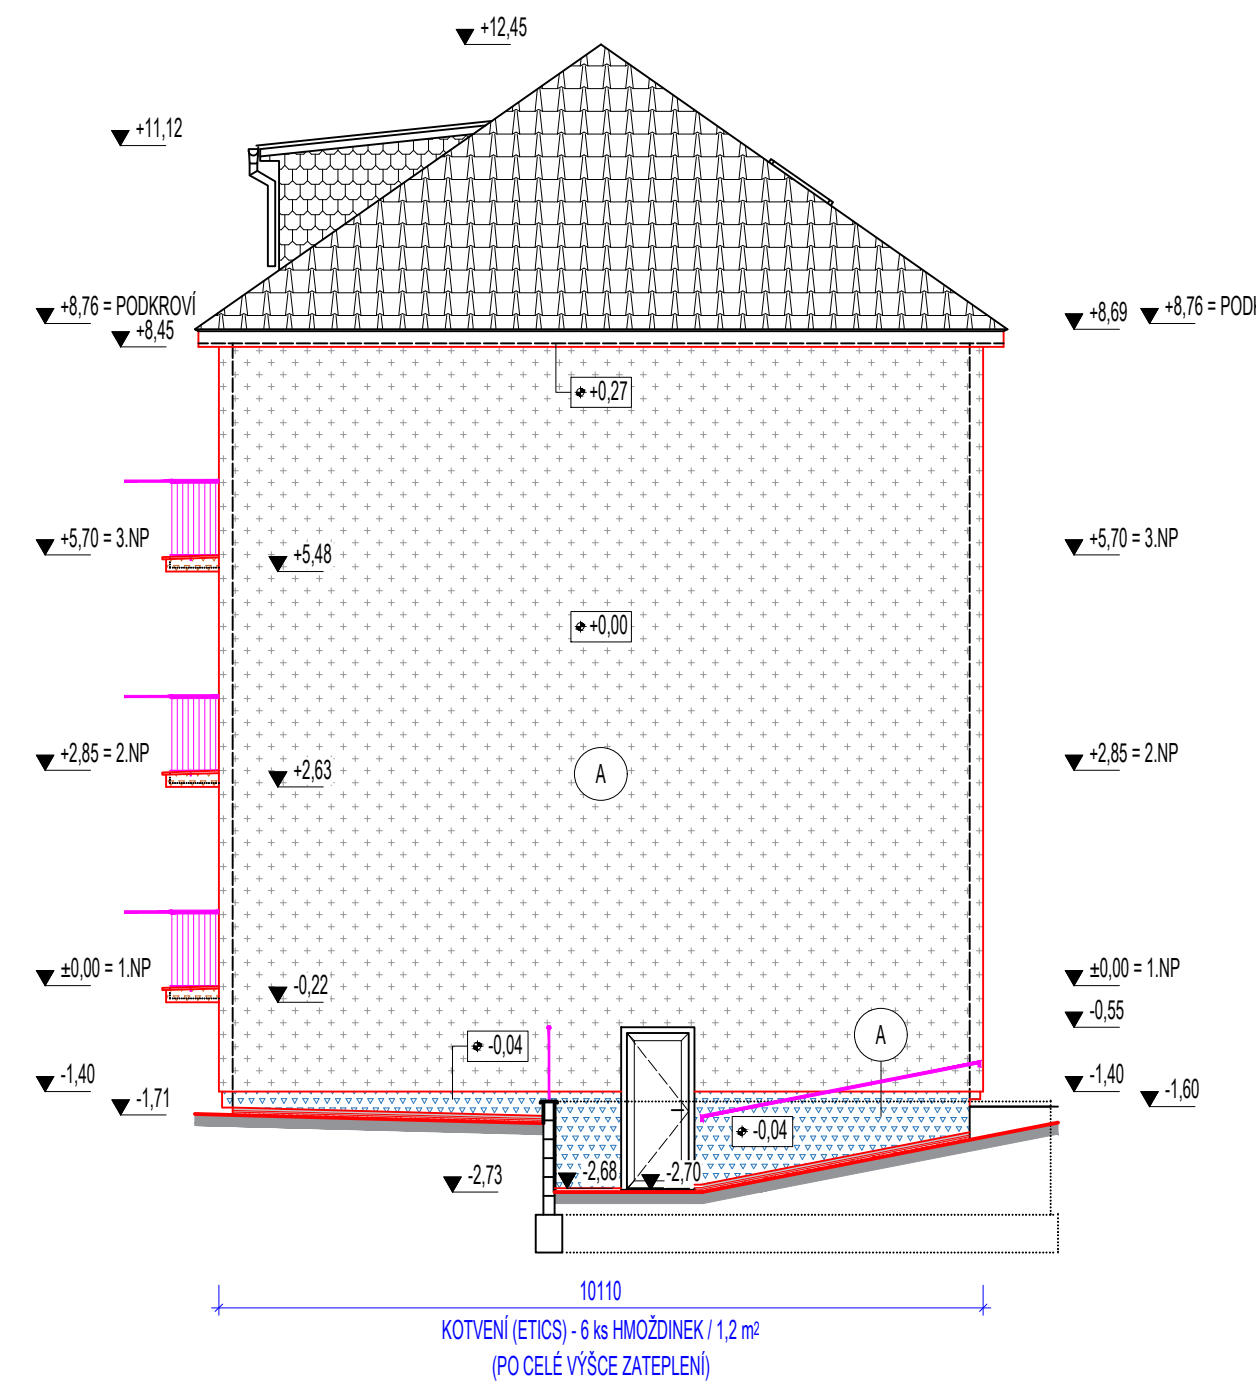 +12,45
+11,12
+8,76 = PODKROVÍ
+8,45
+8,69
+8,76 = PODK
+0,27
+5,70 = 3.NP
+5,48
+5,70 = 3.NP
+0,00
+2,85 = 2.NP
+2,63
A
+2,85 = 2.NP
±0,00 = 1.NP
-0,22
±0,00 = 1.NP
-0,55
-0,04
A
-1,40
-1,71
-1,40
-1,60
-0,04
-2,73
-2,68
-2,70
10110
KOTVENÍ (ETICS) - 6 ks HMOŽDINEK / 1,2 m²
(PO CELÉ VÝŠCE ZATEPLENÍ)